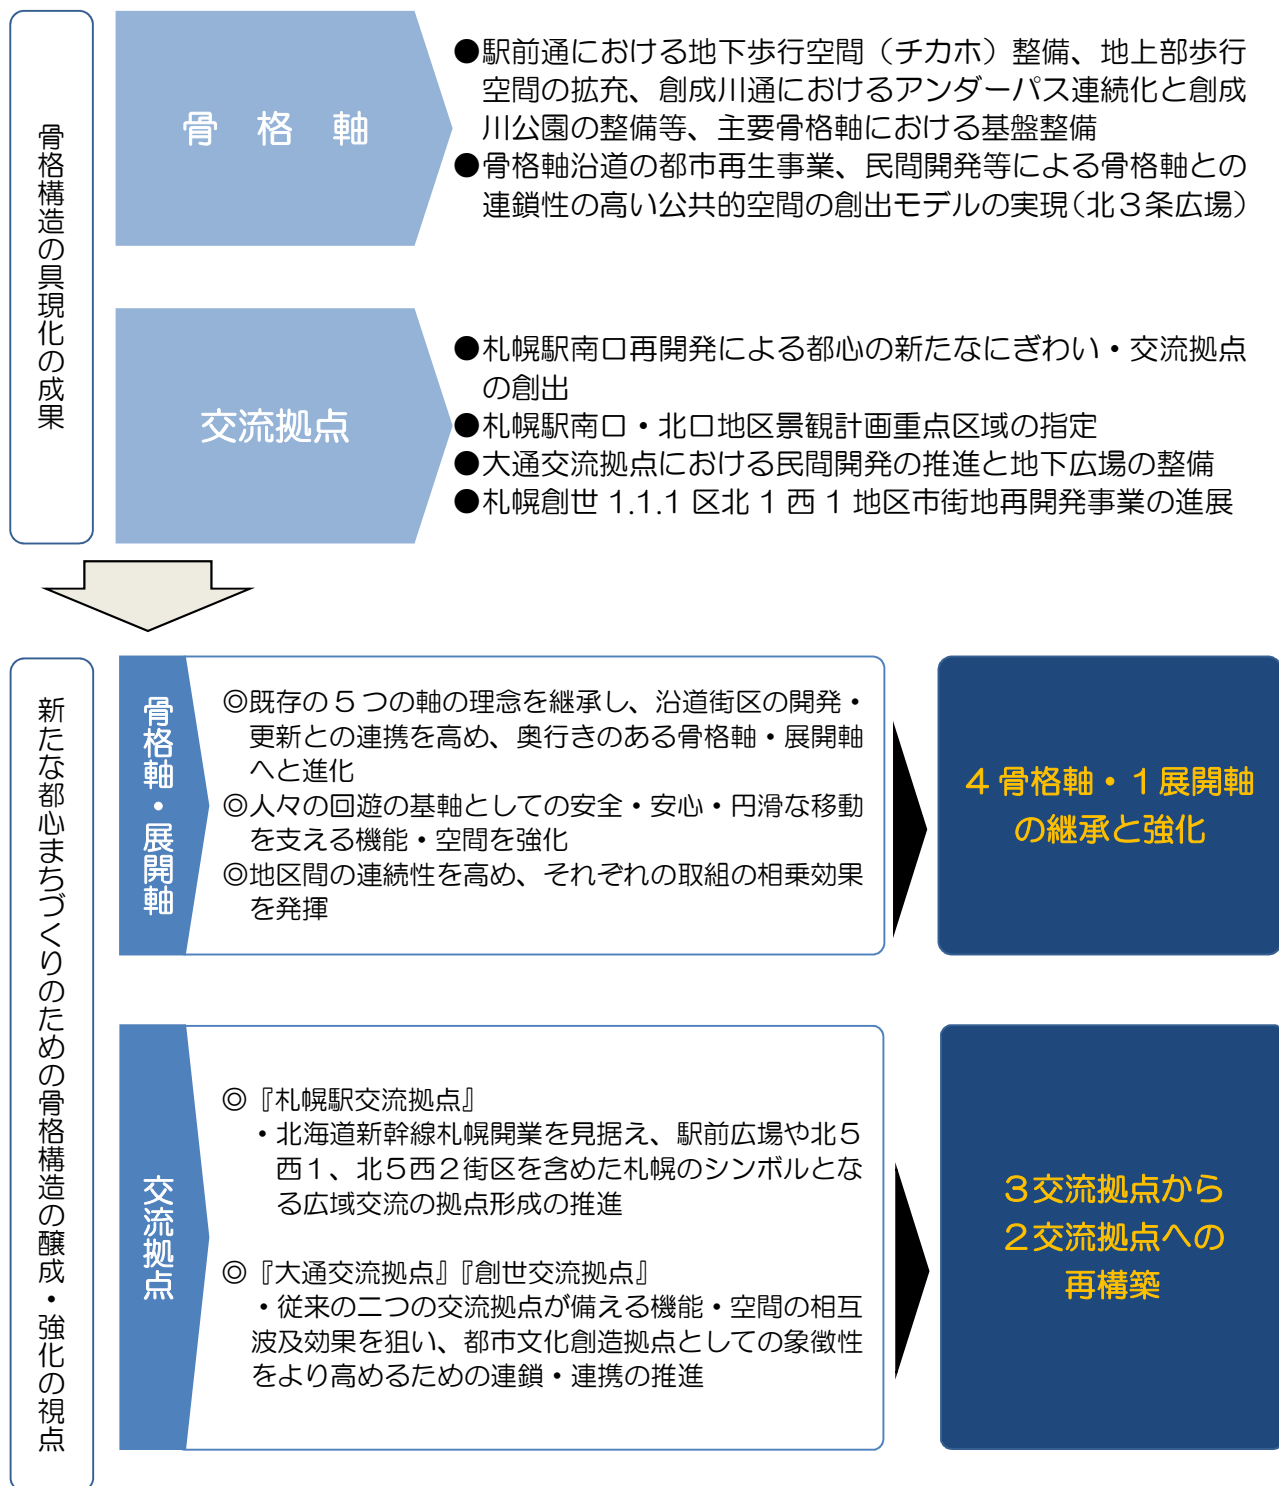 骨格構造の具現化の成果
骨 格 軸
●駅前通における地下歩行空間（チカホ）整備、地上部歩行
空間の拡充、創成川通におけるアンダーパス連続化と創成
川公園の整備等、主要骨格軸における基盤整備
●骨格軸沿道の都市再生事業、民間開発等による骨格軸との
連鎖性の高い公共的空間の創出モデルの実現（北３条広場）
交流拠点
●札幌駅南口再開発による都心の新たなにぎわい・交流拠点
の創出
●札幌駅南口・北口地区景観計画重点区域の指定
●大通交流拠点における民間開発の推進と地下広場の整備
●札幌創世 1.1.1 区北 1 西 1 地区市街地再開発事業の進展
新たな都心まちづくりのための骨格構造の醸成・強化の視点
骨格軸・展開軸
◎既存の 5 つの軸の理念を継承し、沿道街区の開発・
更新との連携を高め、奥行きのある骨格軸・展開軸
へと進化
◎人々の回遊の基軸としての安全・安心・円滑な移動
を支える機能・空間を強化
◎地区間の連続性を高め、それぞれの取組の相乗効果
を発揮
4 骨格軸・1 展開軸
の継承と強化
交流拠点
◎『札幌駅交流拠点』
・北海道新幹線札幌開業を見据え、駅前広場や北５
西１、北５西２街区を含めた札幌のシンボルとな
る広域交流の拠点形成の推進
◎『大通交流拠点』『創世交流拠点』
・従来の二つの交流拠点が備える機能・空間の相互
波及効果を狙い、都市文化創造拠点としての象徴性
をより高めるための連鎖・連携の推進
３交流拠点から
２交流拠点への
再構築